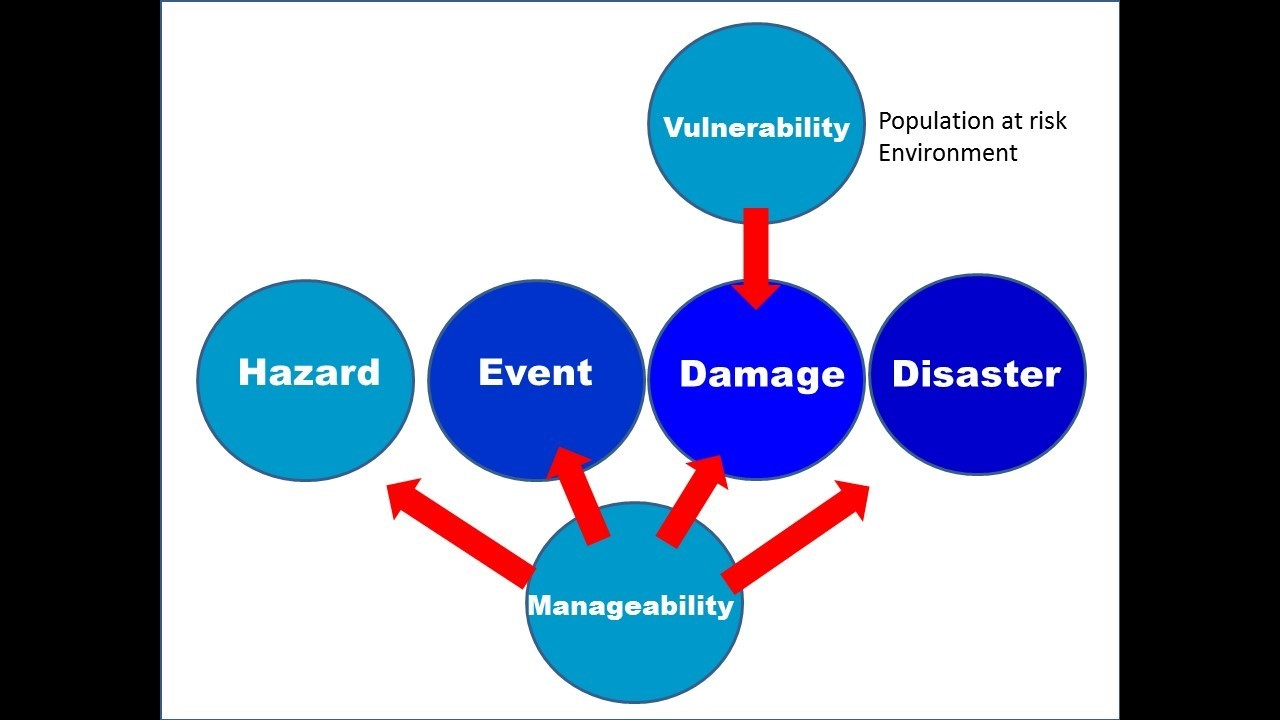 Vulnerability
Population at risk
Environment
Hazard
Event
Damage
Disaster
Manageability